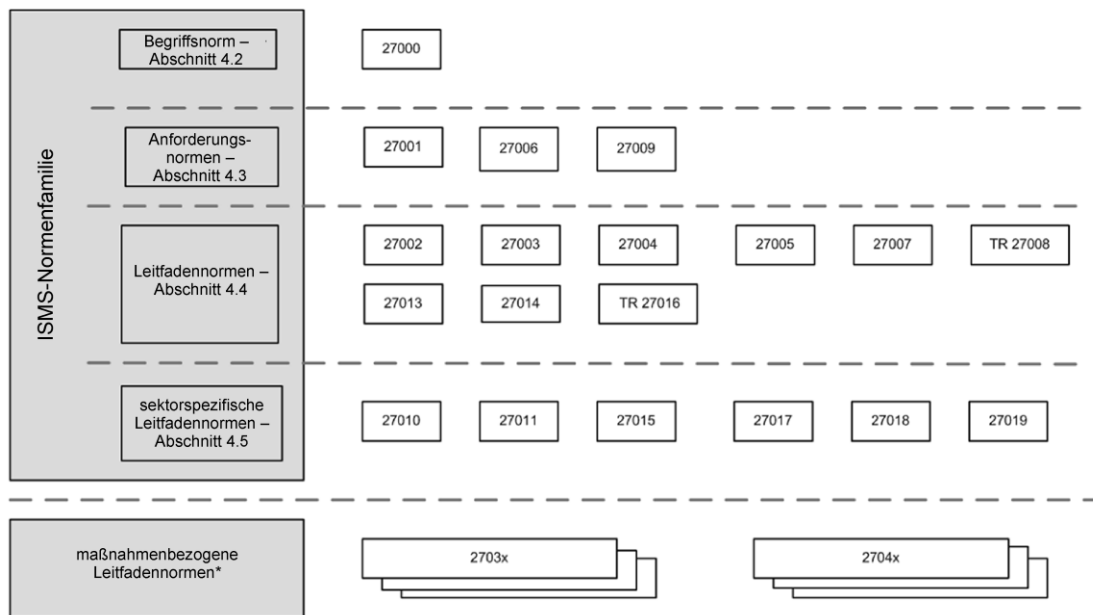 ISMS-Normenfamilie
Begriffsnorm –
Abschnitt 4.2
27000
Anforderungs-
normen –
Abschnitt 4.3
27001
27006
27009
Leitfadennormen –
Abschnitt 4.4
27002
27003
27004
27005
27007
TR 27008
27013
27014
TR 27016
sektorspezifische
Leitfadennormen –
Abschnitt 4.5
27010
27011
27015
27017
27018
27019
maßnahmenbezogene
Leitfadennormen*
2703x
2704x